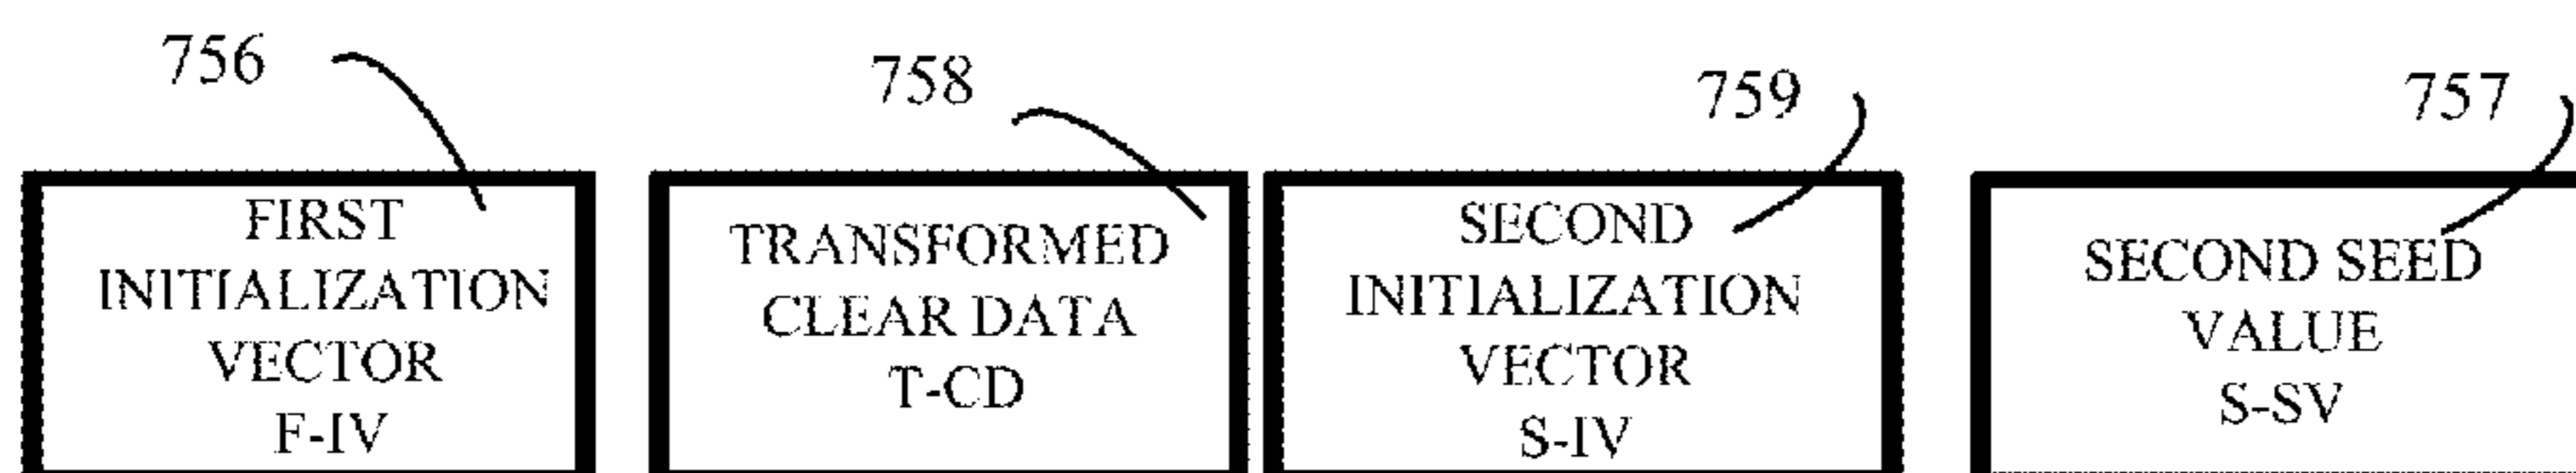 756
758
759
757
FIRST
INITIALIZATION
VECTOR
F-IV
TRANSFORMED
CLEAR DATA
T-CD
SECOND
INITIALIZATION
VECTOR
S-IV
SECOND SEED
VALUE
S-SV